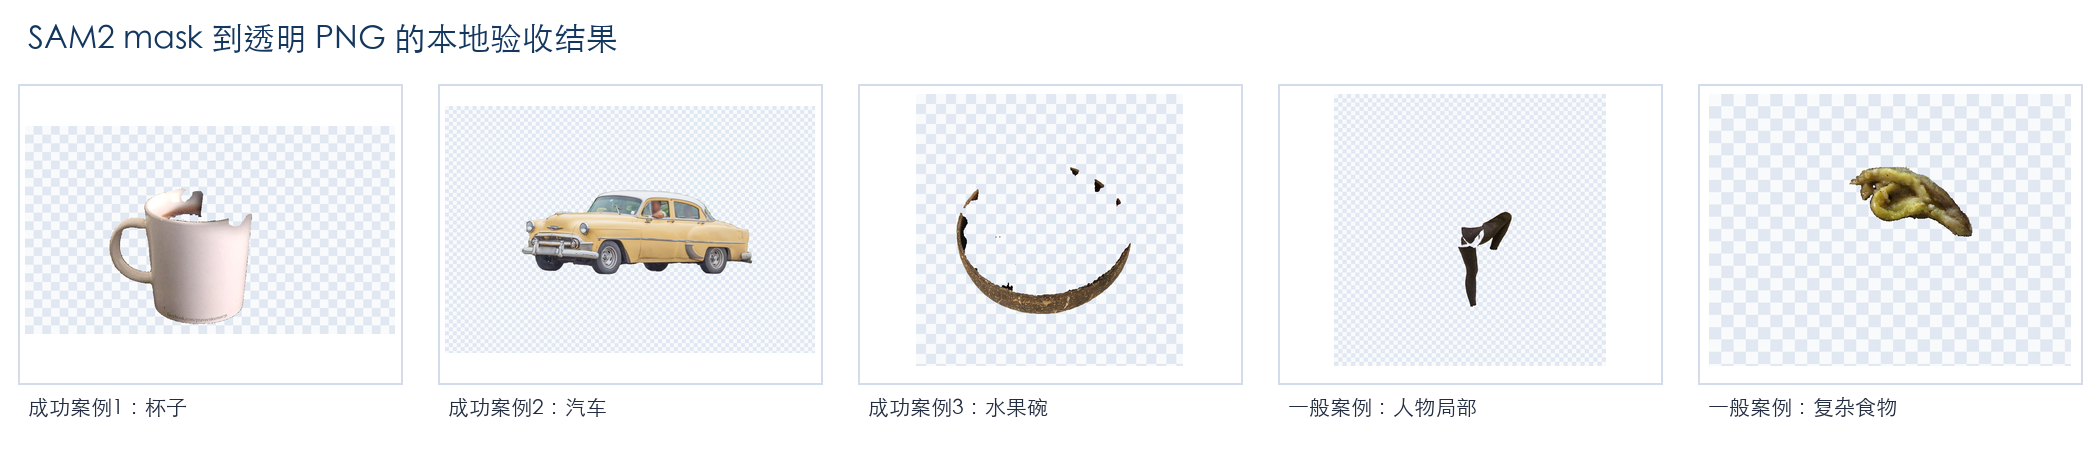 SAM2 mask 到透明 PNG 的本地验收结果
成功案例1：杯子
成功案例2：汽车
成功案例3：水果碗
一般案例：人物局部
一般案例：复杂食物